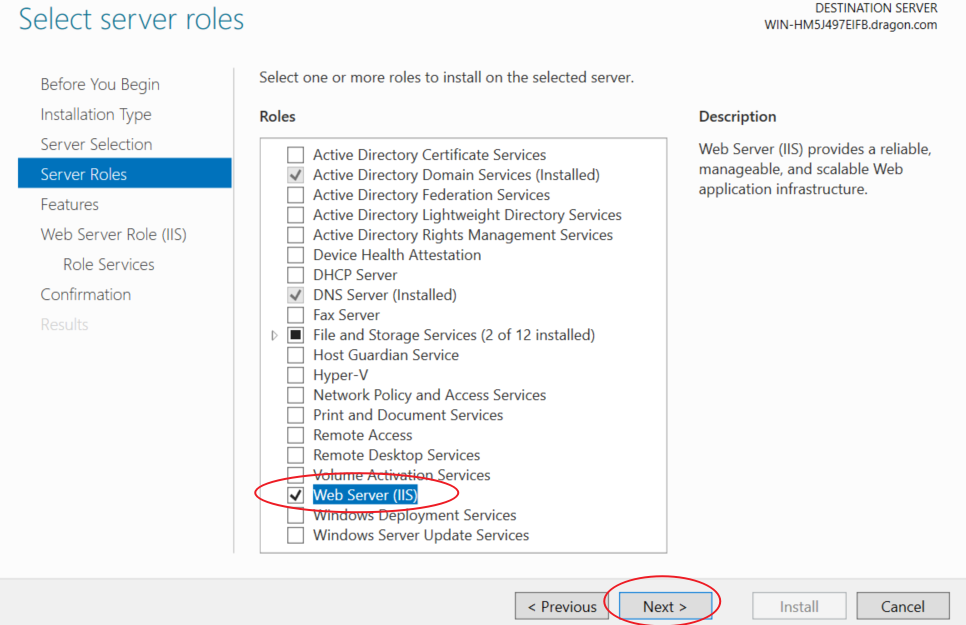 Select server roles
DESTINATION SERVER
WIN-HM5J497EIFB.dragon.com
Before You Begin
Installation Type
Server Selection
Server Roles
Features
Web Server Role (IIS)
Role Services
Confirmation
Results
Select one or more roles to install on the selected server.
Roles
Active Directory Certificate Services
Active Directory Domain Services (Installed)
Active Directory Federation Services
Active Directory Lightweight Directory Services
Active Directory Rights Management Services
Device Health Attestation
DHCP Server
DNS Server (Installed)
Fax Server
File and Storage Services (2 of 12 installed)
Host Guardian Service
Hyper-V
Network Policy and Access Services
Print and Document Services
Remote Access
Remote Desktop Services
Volume Activation Services
Web Server (IIS)
Windows Deployment Services
Windows Server Update Services
Description
Web Server (IIS) provides a reliable,
manageable, and scalable Web
application infrastructure.
< Previous
Next >
Install
Cancel